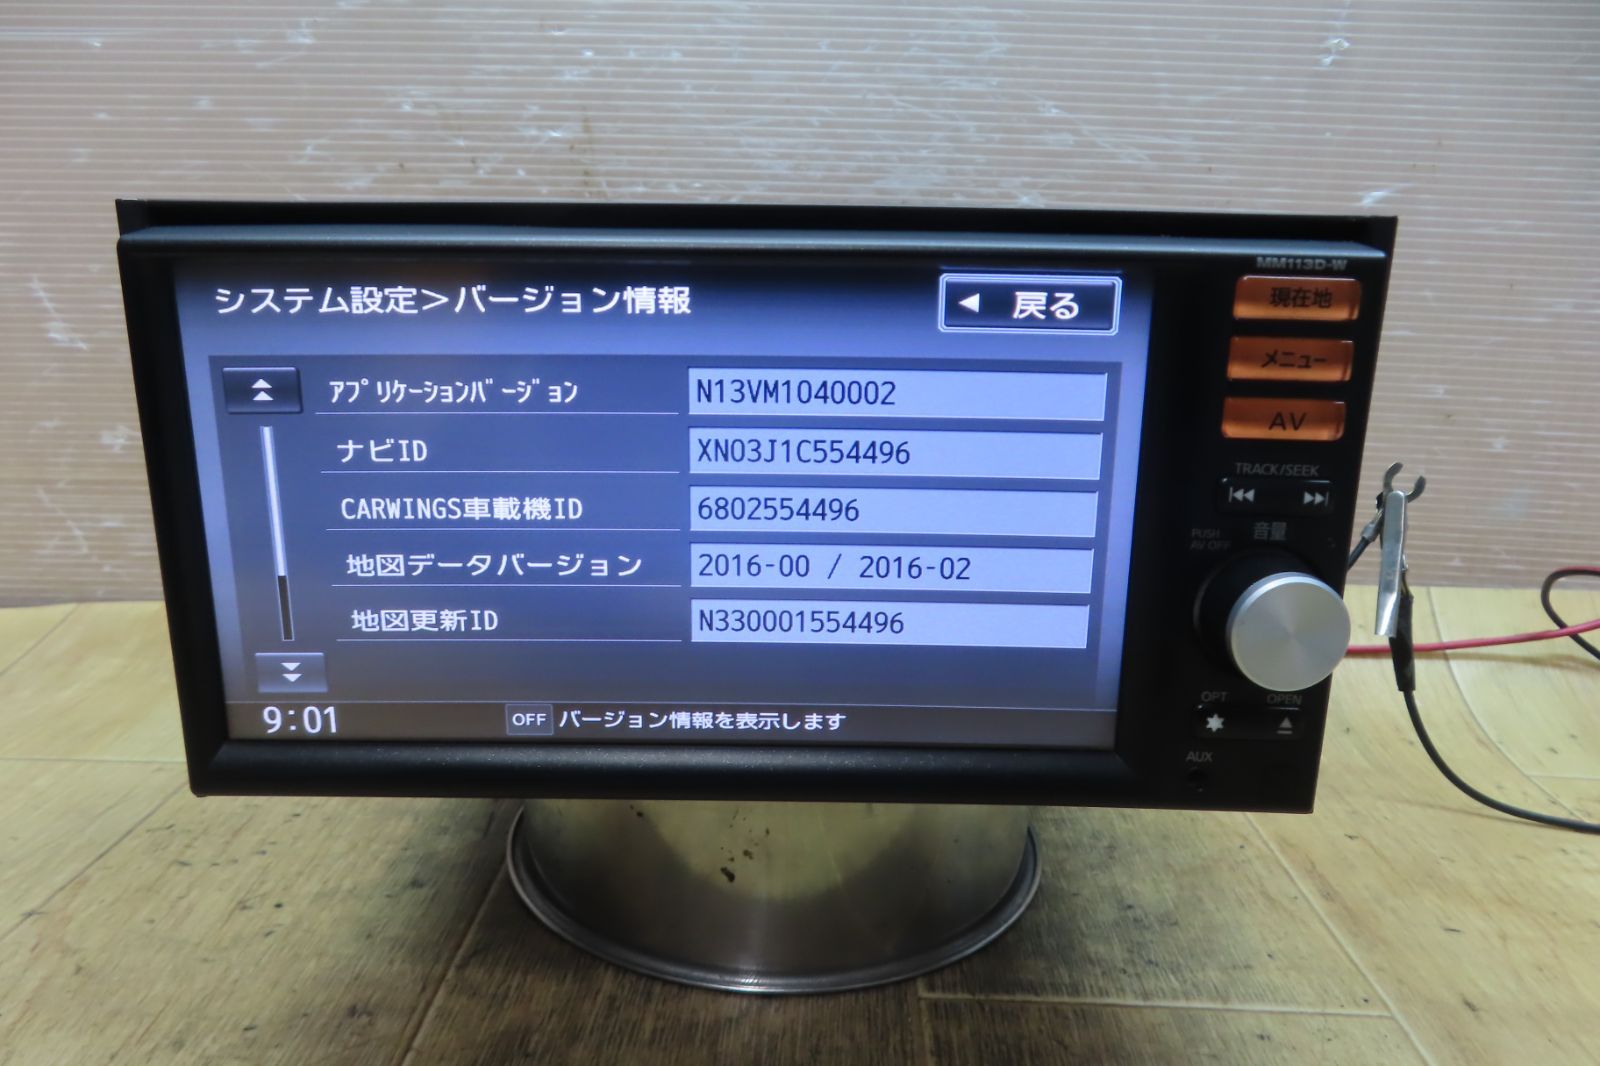 MM113D-W
システム設定>バージョン情報
戻る
アプリケーションバージョン
N13VM1040002
ナビID
XN03J1C554496
CARWINGS車載機ID
6802554496
地図データバージョン
2016-00 / 2016-02
地図更新ID
N330001554496
9:01
OFF バージョン情報を表示します
現在地
メニュー
AV
TRACK/SEEK
音量
PUSH
AV OFF
OPT
OPEN
AUX